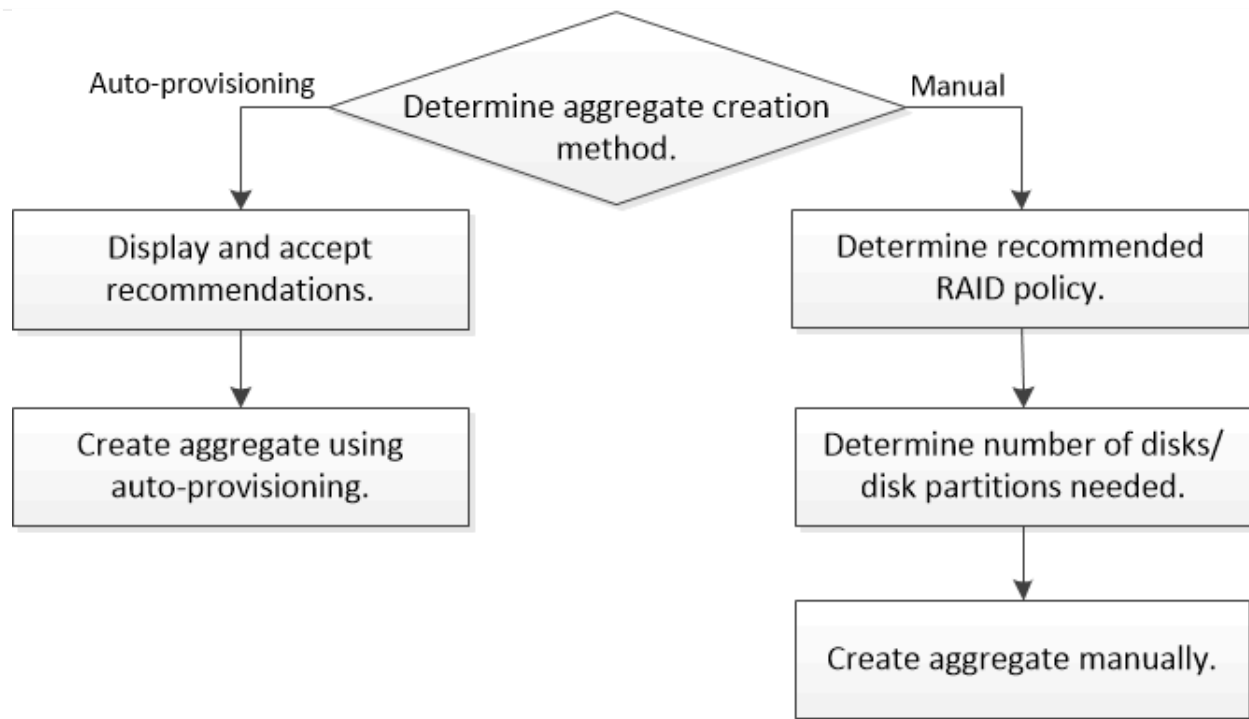 Auto-provisioning
Determine aggregate creation
method.
Manual
Display and accept
recommendations.
Create aggregate using
auto-provisioning.
Determine recommended
RAID policy.
Determine number of disks/
disk partitions needed.
Create aggregate manually.